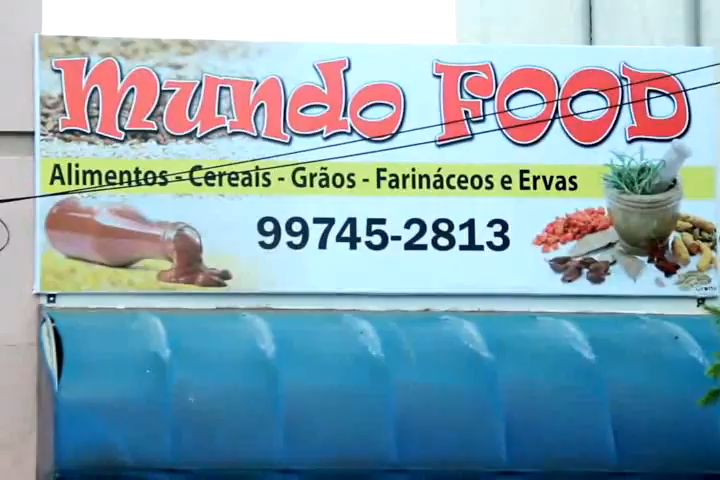 Mundo FOOD
Alimentos - Cereais - Grãos - Farináceos e Ervas
99745-2813